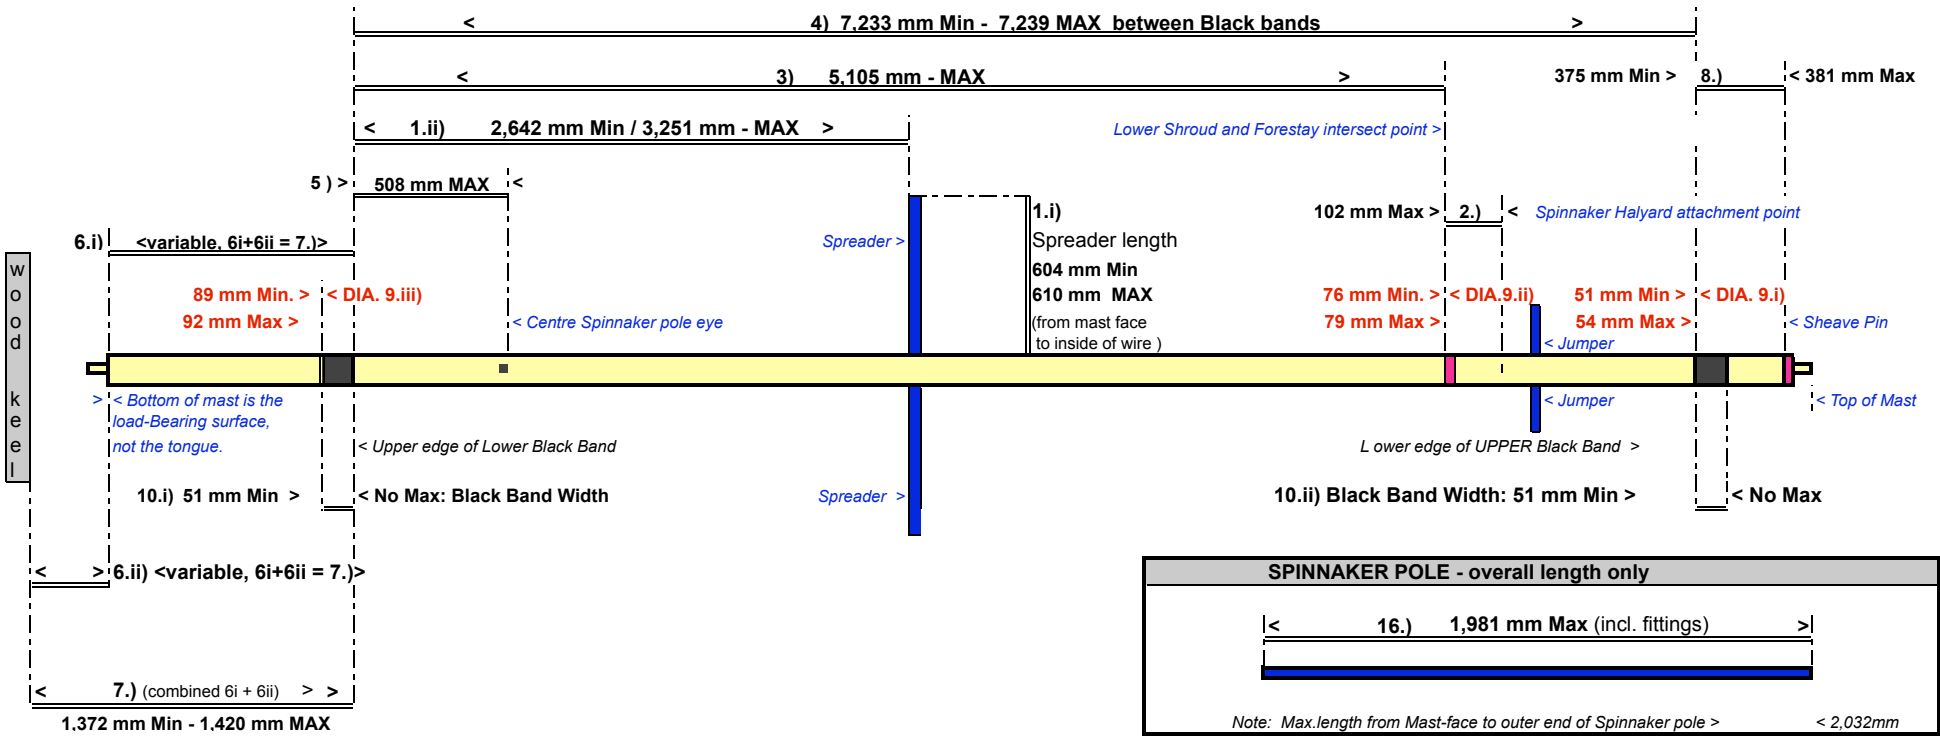 < 4) 7,233 mm Min - 7,239 MAX between Black bands >
< 3) 5,105 mm - MAX >
375 mm Min > 8.) < 381 mm Max
< 1.ii) 2,642 mm Min / 3,251 mm - MAX >
Lower Shroud and Forestay intersect point >
5 ) > 508 mm MAX <
1.i)
102 mm Max > 2.) < Spinnaker Halyard attachment point
6.i) <variable, 6i+6ii = 7.)>
Spreader >
Spreader length
604 mm Min
610 mm MAX
(from mast face
to inside of wire )
89 mm Min. > < DIA. 9.iii)
92 mm Max >
< Centre Spinnaker pole eye
76 mm Min. > < DIA.9.ii)
79 mm Max >
51 mm Min > < DIA. 9.i)
54 mm Max >
< Sheave Pin
< Jumper
wood keel
> < Bottom of mast is the
load-Bearing surface,
not the tongue.
< Jumper
< Top of Mast
< Upper edge of Lower Black Band
L ower edge of UPPER Black Band >
10.i) 51 mm Min > < No Max: Black Band Width
Spreader >
10.ii) Black Band Width: 51 mm Min > < No Max
< > 6.ii) <variable, 6i+6ii = 7.)>
< 7.) (combined 6i + 6ii) > >
1,372 mm Min - 1,420 mm MAX
SPINNAKER POLE - overall length only
< 16.) 1,981 mm Max (incl. fittings) >
Note: Max.length from Mast-face to outer end of Spinnaker pole > < 2,032mm